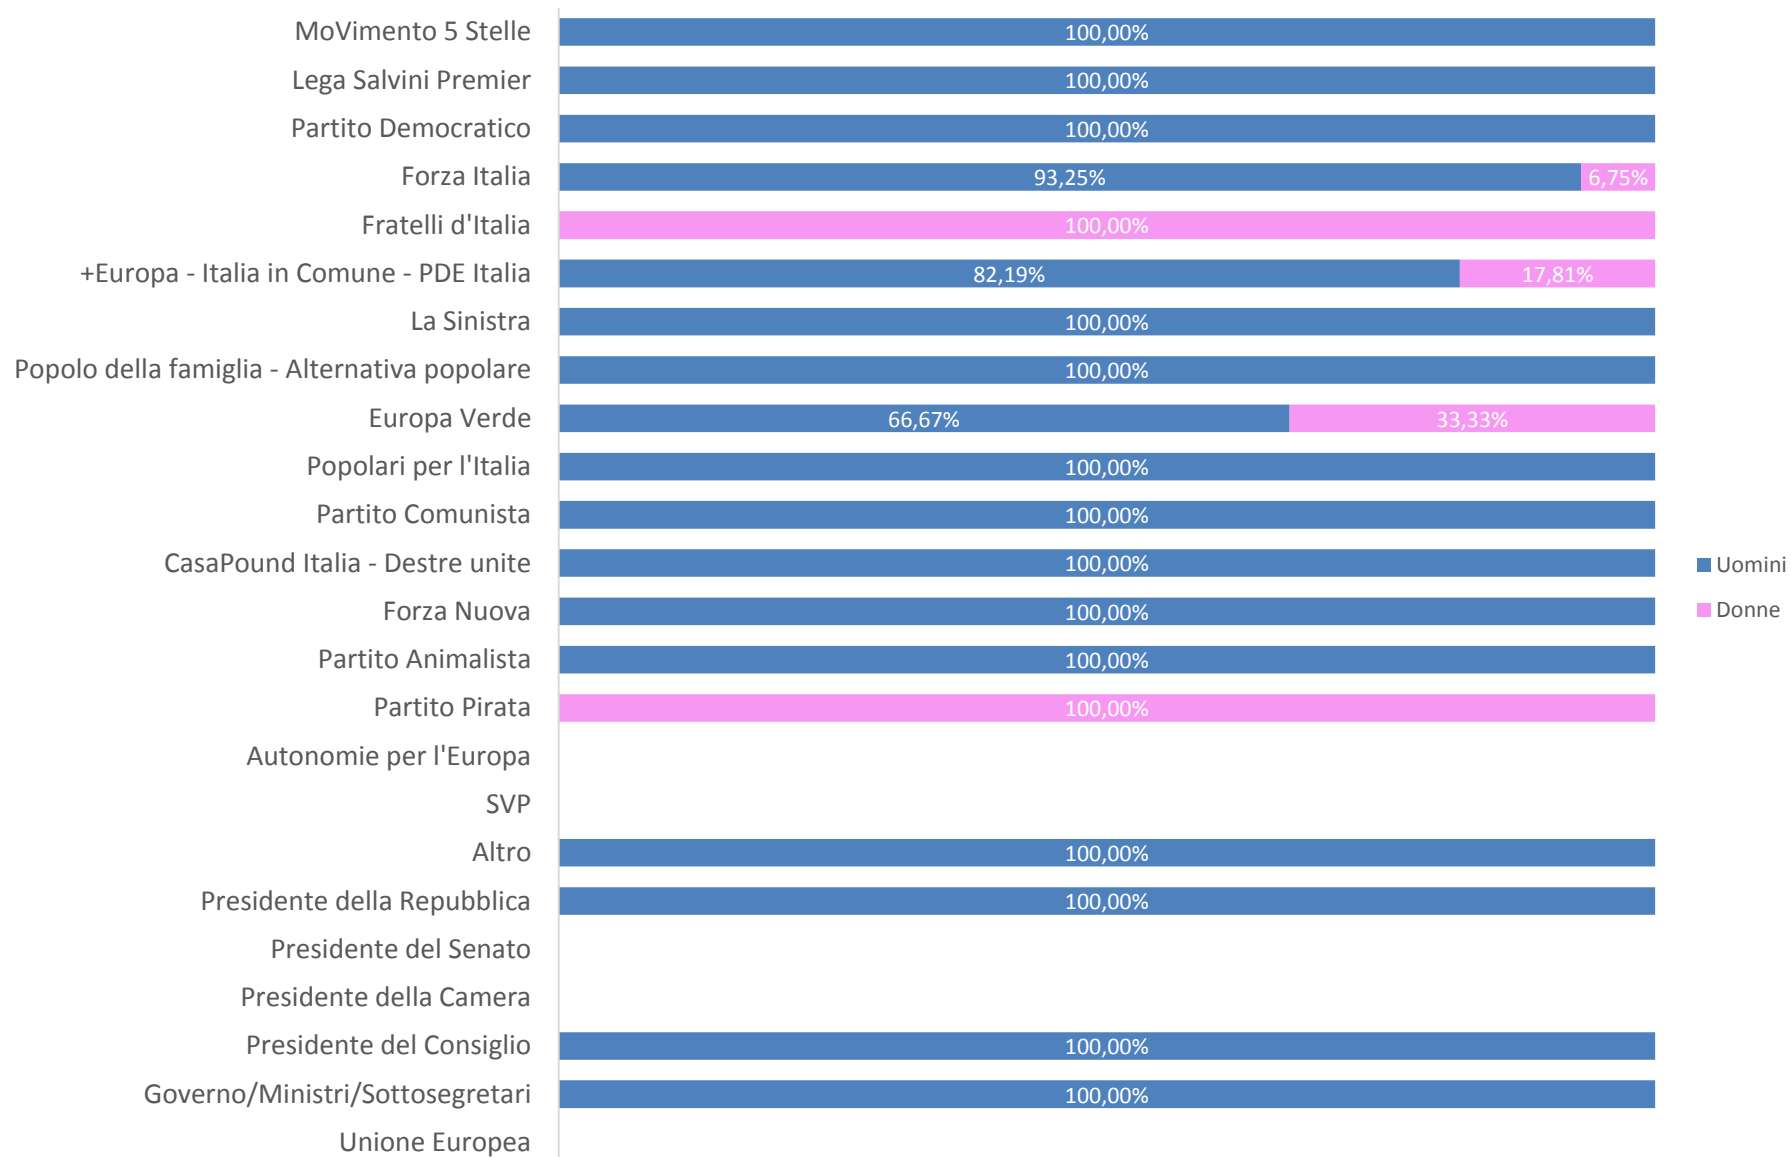 MoVimento 5 Stelle 100,00%
Lega Salvini Premier 100,00%
Partito Democratico 100,00%
Forza Italia 93,25% 6,75%
Fratelli d'Italia 100,00%
+Europa - Italia in Comune - PDE Italia 82,19% 17,81%
La Sinistra 100,00%
Popolo della famiglia - Alternativa popolare 100,00%
Europa Verde 66,67% 33,33%
Popolari per l'Italia 100,00%
Partito Comunista 100,00%
CasaPound Italia - Destre unite 100,00%
Forza Nuova 100,00%
Partito Animalista 100,00%
Partito Pirata 100,00%
Autonomie per l'Europa
SVP
Altro 100,00%
Presidente della Repubblica 100,00%
Presidente del Senato
Presidente della Camera
Presidente del Consiglio 100,00%
Governo/Ministri/Sottosegretari 100,00%
Unione Europea
Uomini
Donne